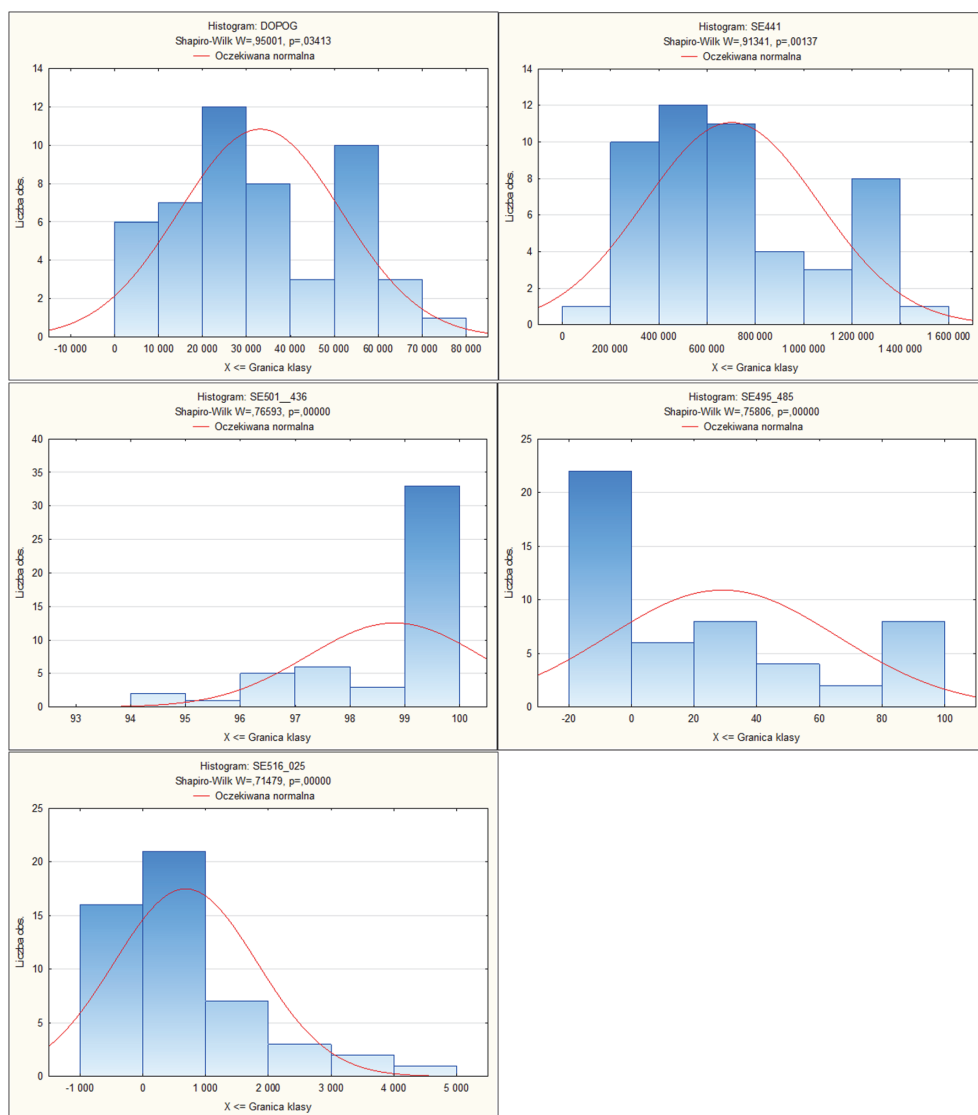 Histogram: DOPOG
Shapiro-Wilk W=,95001, p=,03413
Oczekiwana normalna
14
12
10
8
6
4
2
0
Liczba obs.
-10 000 0 10 000 20 000 30 000 40 000 50 000 60 000 70 000 80 000
X <= Granica klasy
Histogram: SE441
Shapiro-Wilk W=,91341, p=,00137
Oczekiwana normalna
14
12
10
8
6
4
2
0
Liczba obs.
0 400 000 800 000 1 200 000 1 600 000
200 000 600 000 1 000 000 1 400 000
X <= Granica klasy
Histogram: SE501__436
Shapiro-Wilk W=,76593, p=,00000
Oczekiwana normalna
40
35
30
25
20
15
10
5
0
Liczba obs.
93 94 95 96 97 98 99 100
X <= Granica klasy
Histogram: SE495_485
Shapiro-Wilk W=,75806, p=,00000
Oczekiwana normalna
25
20
15
10
5
0
Liczba obs.
-20 0 20 40 60 80 100
X <= Granica klasy
Histogram: SE516_025
Shapiro-Wilk W=,71479, p=,00000
Oczekiwana normalna
25
20
15
10
5
0
Liczba obs.
-1 000 0 1 000 2 000 3 000 4 000 5 000
X <= Granica klasy